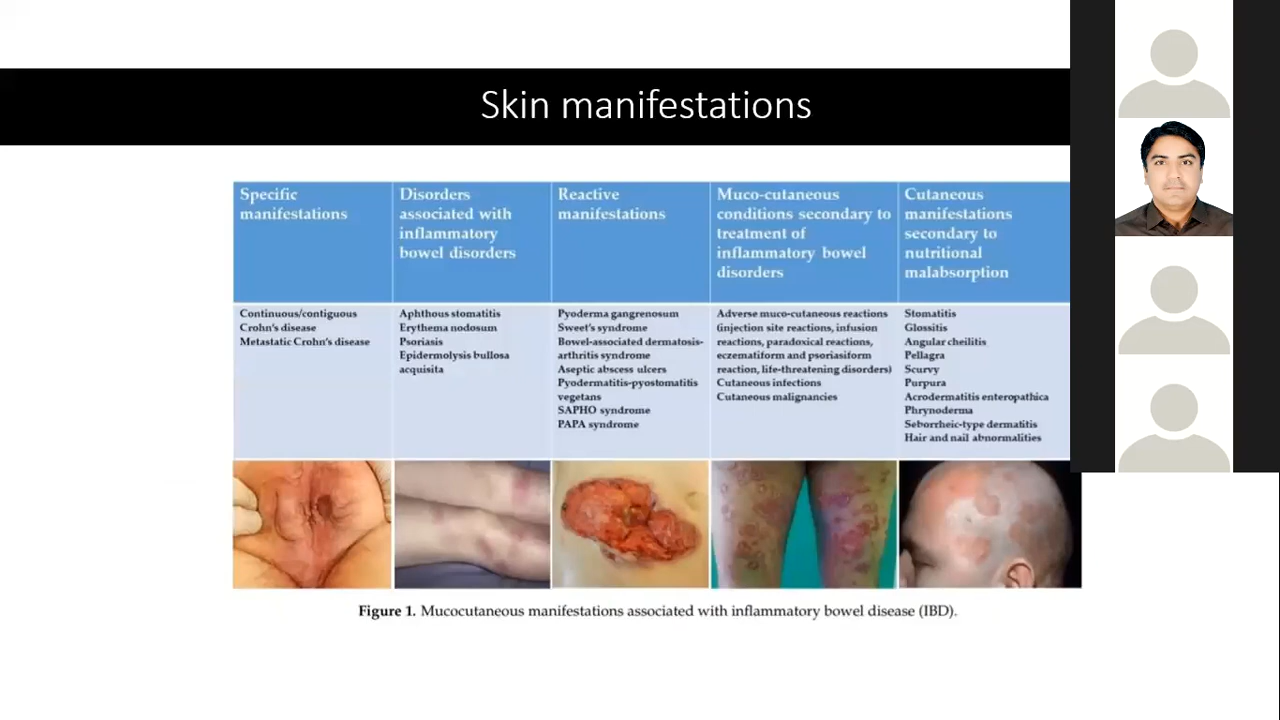 Skin manifestations
Specific
manifestations
Disorders
associated with
inflammatory
bowel disorders
Reactive
manifestations
Muco-cutaneous
conditions secondary to
treatment of
inflammatory bowel
disorders
Cutaneous
manifestations
secondary to
nutritional
malabsorption
Continuous/contiguous
Crohn's disease
Metastatic Crohn's disease
Aphthous stomatitis
Erythema nodosum
Psoriasis
Epidermolysis bullosa
acquisita
Pyoderma gangrenosum
Sweet's syndrome
Bowel-associated dermatosis-
arthritis syndrome
Aseptic abscess ulcers
Pyodermatitis-pyostomatitis
vegetans
SAPHO syndrome
PAPA syndrome
Adverse muco-cutaneous reactions
(injection site reactions, infusion
reactions, paradoxical reactions,
eczematiform and psoriasiform
reaction, life-threatening disorders)
Cutaneous infections
Cutaneous malignancies
Stomatitis
Glossitis
Angular cheilitis
Pellagra
Scurvy
Purpura
Acrodermatitis enteropathica
Phrynoderma
Seborrheic-type dermatitis
Hair and nail abnormalities
Figure 1. Mucocutaneous manifestations associated with inflammatory bowel disease (IBD).